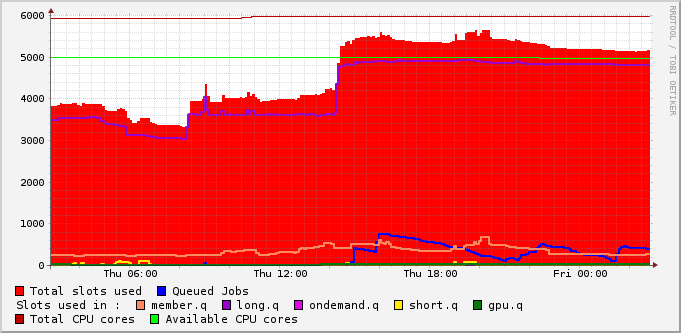 RRDTOOL / TOBI OETIKER
6000
5000
4000
3000
2000
1000
0
Thu 06:00 Thu 12:00 Thu 18:00 Fri 00:00
Total slots used Queued Jobs
Slots used in : member.q long.q ondemand.q short.q gpu.q
Total CPU cores Available CPU cores